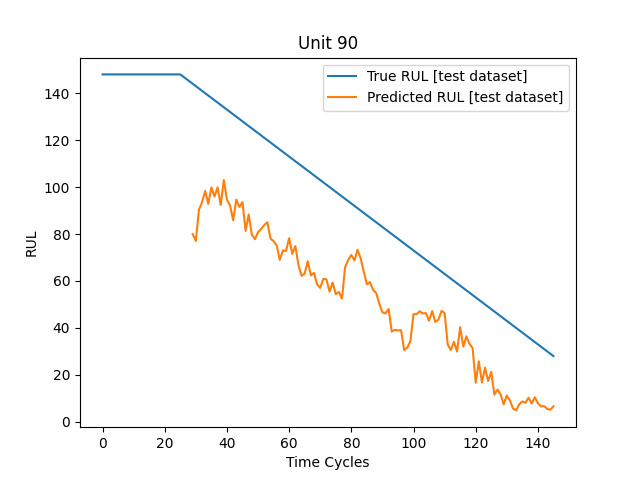 Unit 90
True RUL [test dataset]
Predicted RUL [test dataset]
RUL
140
120
100
80
60
40
20
0
0 20 40 60 80 100 120 140
Time Cycles